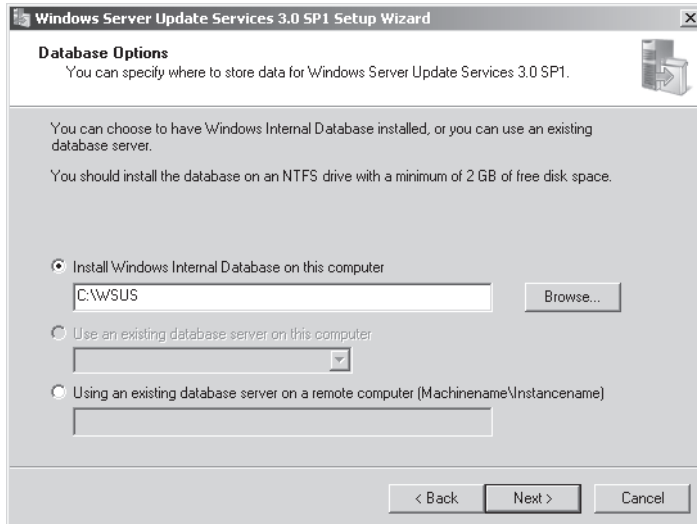 Windows Server Update Services 3.0 SP1 Setup Wizard
Database Options
You can specify where to store data for Windows Server Update Services 3.0 SP1.
You can choose to have Windows Internal Database installed, or you can use an existing
database server.
You should install the database on an NTFS drive with a minimum of 2 GB of free disk space.
Install Windows Internal Database on this computer
C:\WSUS
Browse...
Use an existing database server on this computer
Using an existing database server on a remote computer (Machinename\Instancename)
< Back
Next >
Cancel